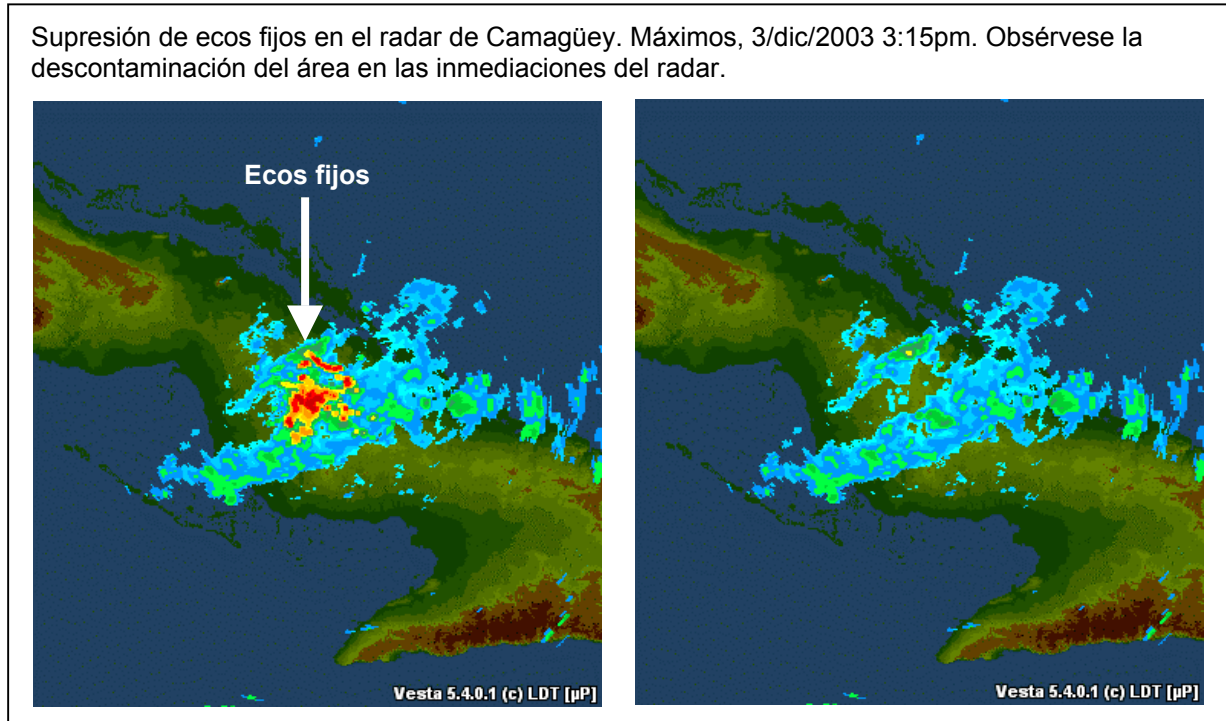 Supresión de ecos fijos en el radar de Camagüey. Máximos, 3/dic/2003 3:15pm. Obsérvese la
descontaminación del área en las inmediaciones del radar.
Ecos fijos
Vesta 5.4.0.1 (c) LDT [µP]
Vesta 5.4.0.1 (c) LDT [µP]